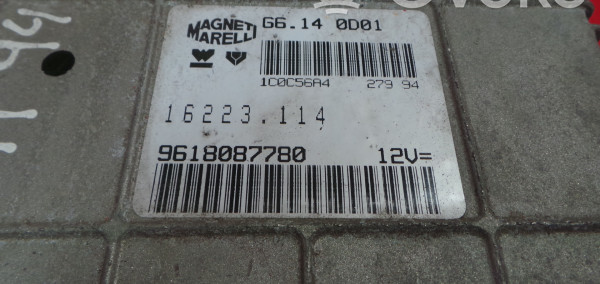 MAGNETI MARELLI G6.14 0D01
1C0C56A4 279 94
16223.114
9618087780 12V=